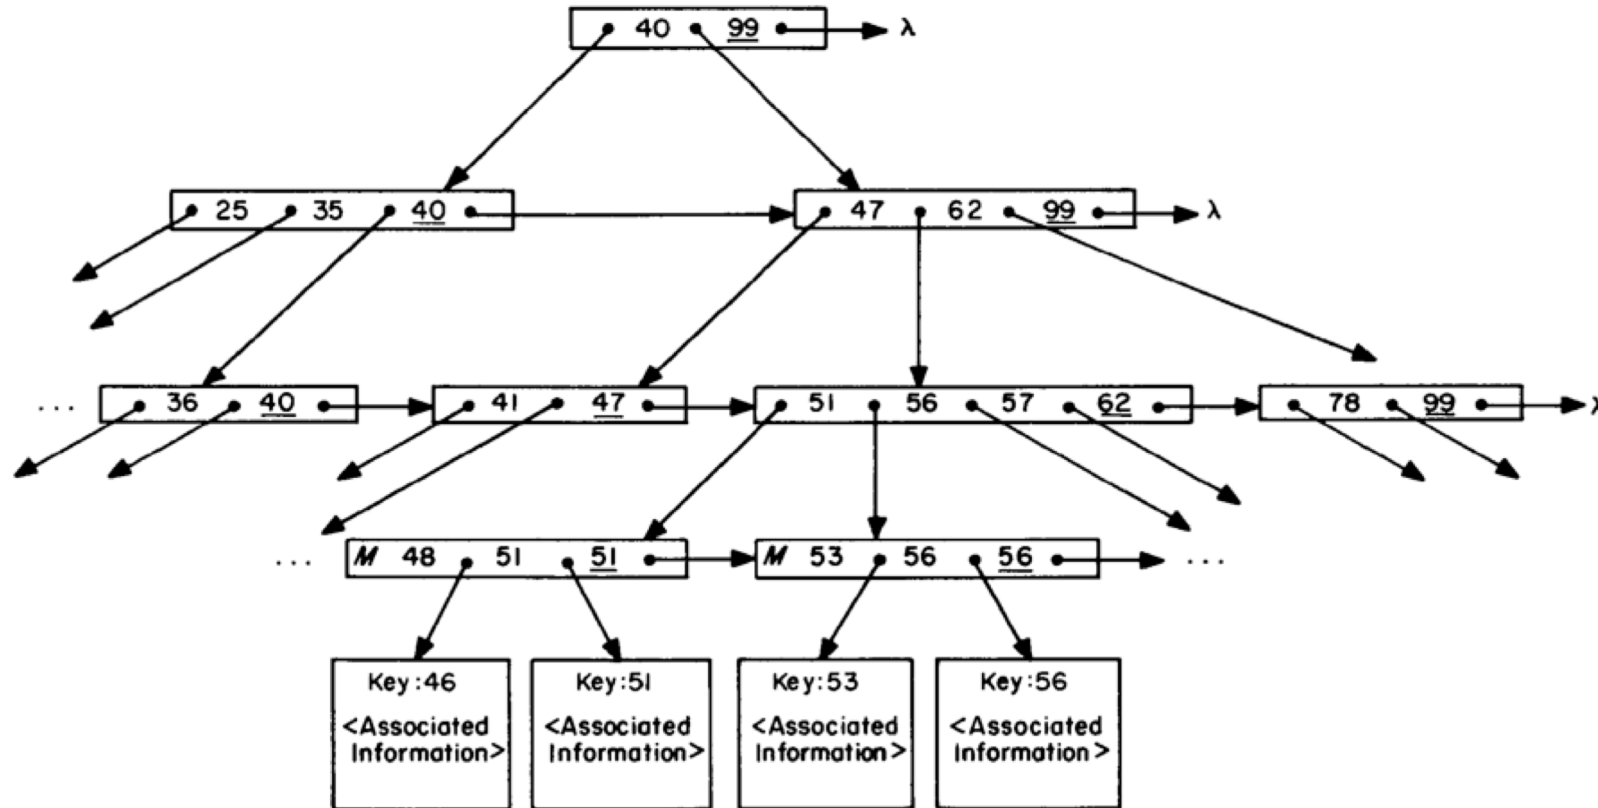 40 99 λ
25 35 40 47 62 99 λ
... 36 40 41 47 51 56 57 62 78 99 λ
... M 48 51 51 M 53 56 56 ...
Key:46 Key:51 Key:53 Key:56
<Associated <Associated <Associated <Associated
Information> Information> Information> Information>